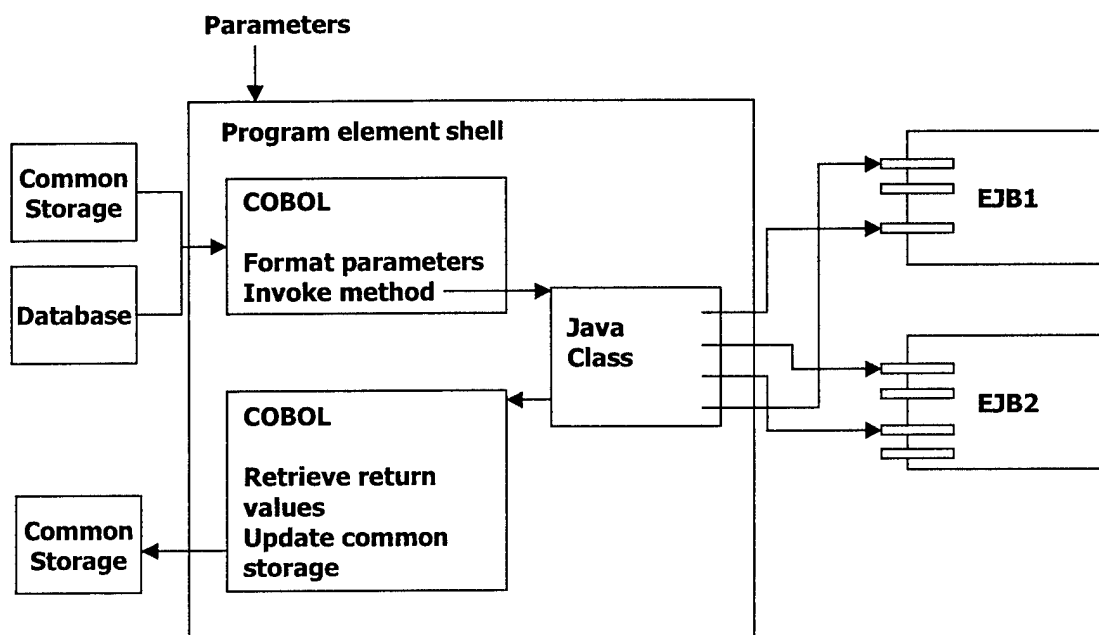 Parameters
Program element shell
Common
Storage
Database
COBOL
Format parameters
Invoke method
Java
Class
EJB1
EJB2
COBOL
Retrieve return
values
Update common
storage
Common
Storage